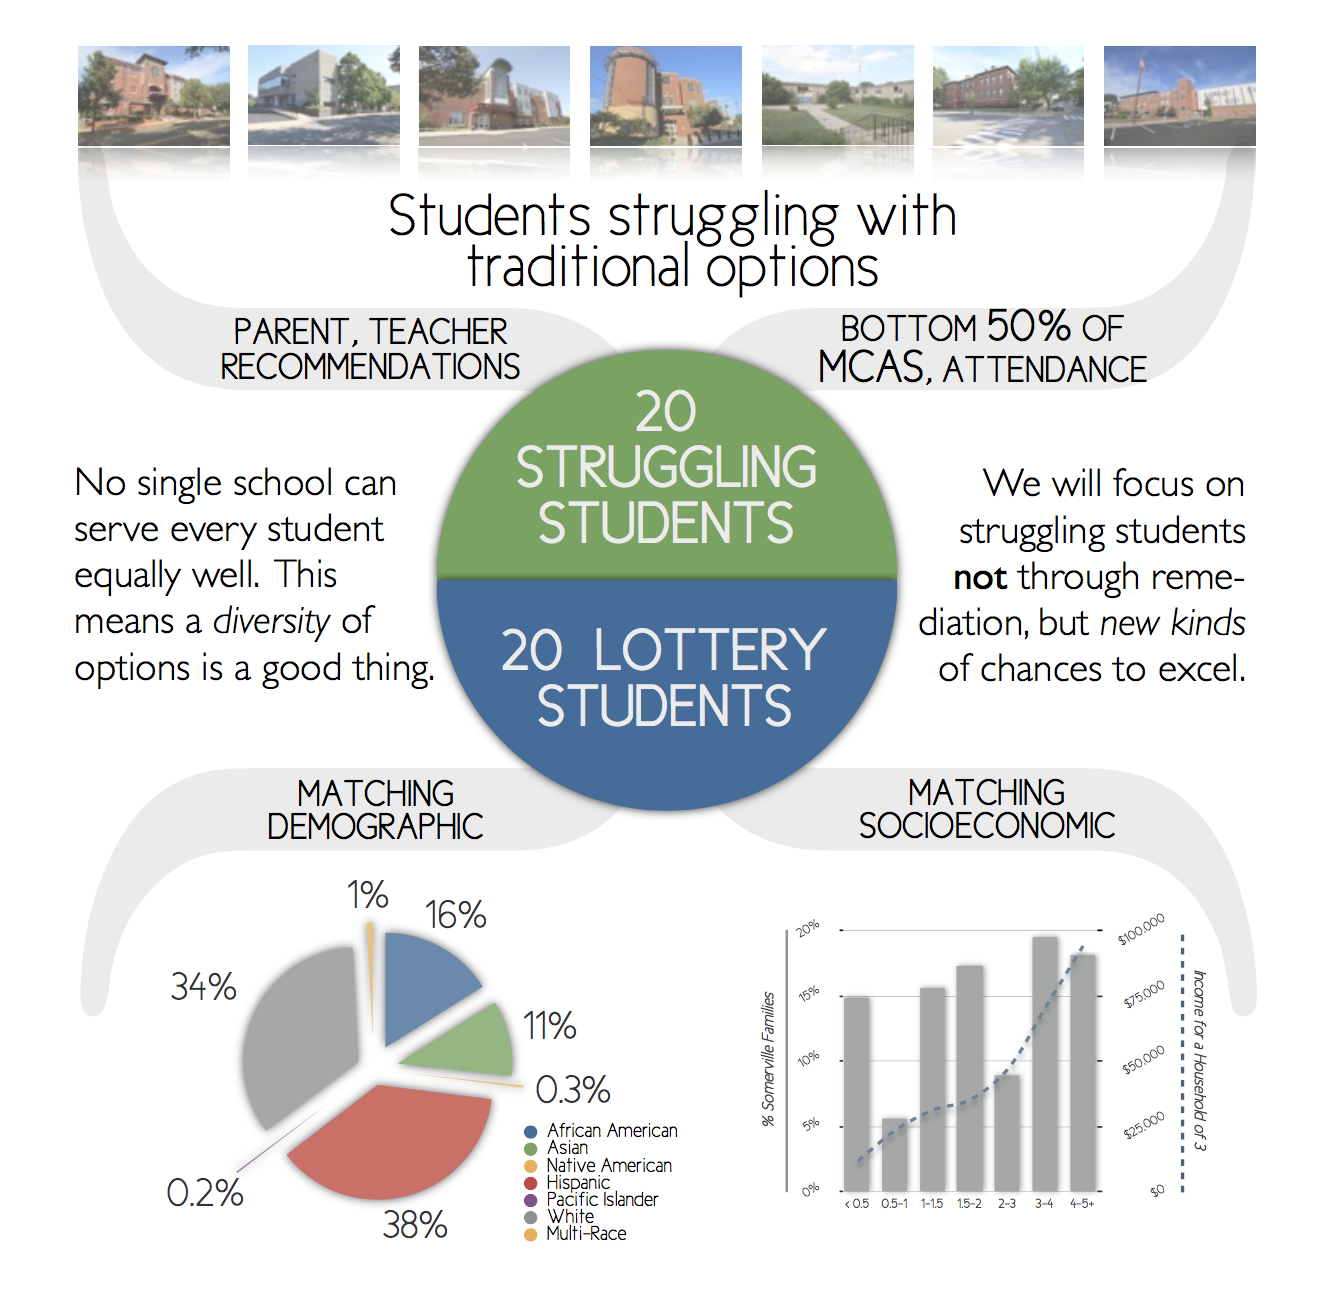 Students struggling with
traditional options
PARENT, TEACHER
RECOMMENDATIONS
BOTTOM 50% OF
MCAS, ATTENDANCE
20
STRUGGLING
STUDENTS
20 LOTTERY
STUDENTS
No single school can
serve every student
equally well. This
means a diversity of
options is a good thing.
We will focus on
struggling students
not through reme-
diation, but new kinds
of chances to excel.
MATCHING
DEMOGRAPHIC
1%
16%
34%
11%
0.3%
0.2%
38%
African American
Asian
Native American
Hispanic
Pacific Islander
White
Multi-Race
MATCHING
SOCIOECONOMIC
% Somerville Families
20%
15%
10%
5%
0%
< 0.5
0.5-1
1-1.5
1.5-2
2-3
3-4
4-5+
$100,000
$75,000
$50,000
$25,000
$0
Income for a Household of 3